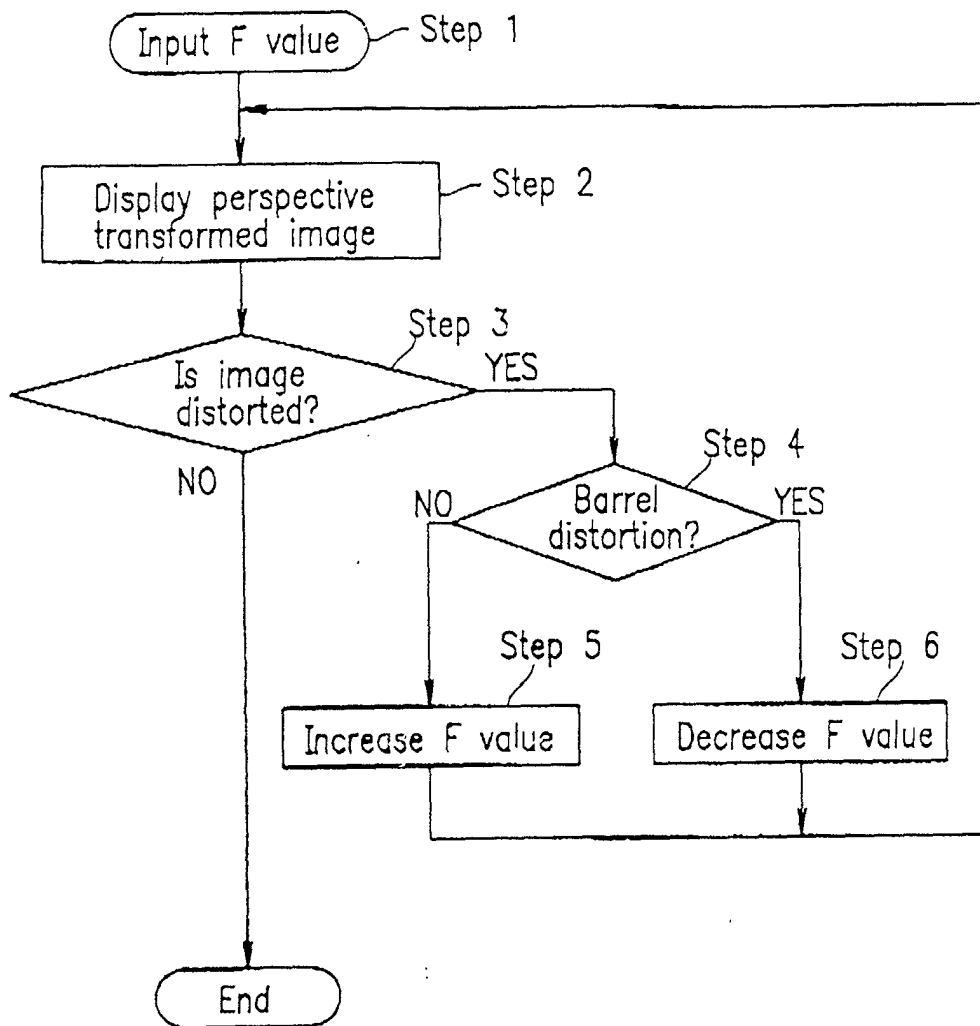 Input F value
Step 1
Display perspective
transformed image
Step 2
Is image
distorted?
Step 3
YES
NO
Barrel
distortion?
Step 4
NO
YES
Increase F value
Step 5
Decrease F value
Step 6
End